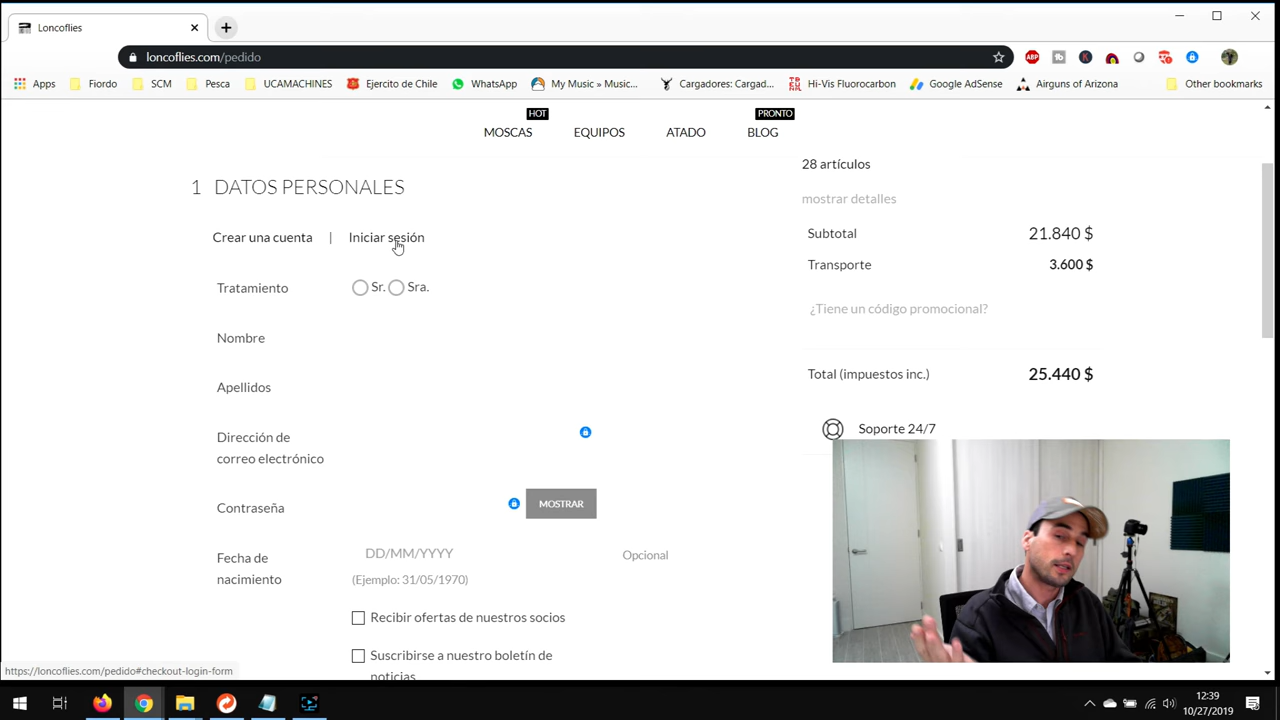 Loncoflies
loncoflies.com/pedido
Apps Fiordo SCM Pesca UCAMACHINES Ejercito de Chile WhatsApp My Music » Music... Cargadores: Cargad... Hi-Vis Fluorocarbon Google AdSense Airguns of Arizona Other bookmarks
HOT PRONTO
MOSCAS EQUIPOS ATADO BLOG
1 DATOS PERSONALES
Crear una cuenta | Iniciar sesión
Tratamiento Sr. Sra.
Nombre
Apellidos
Dirección de
correo electrónico
Contraseña MOSTRAR
Fecha de
nacimiento
DD/MM/YYYY Opcional
(Ejemplo: 31/05/1970)
Recibir ofertas de nuestros socios
Suscribirse a nuestro boletín de
noticias
28 artículos
mostrar detalles
Subtotal 21.840 $
Transporte 3.600 $
¿Tiene un código promocional?
Total (impuestos inc.) 25.440 $
Soporte 24/7
https://loncoflies.com/pedido#checkout-login-form
12:39
10/27/2019